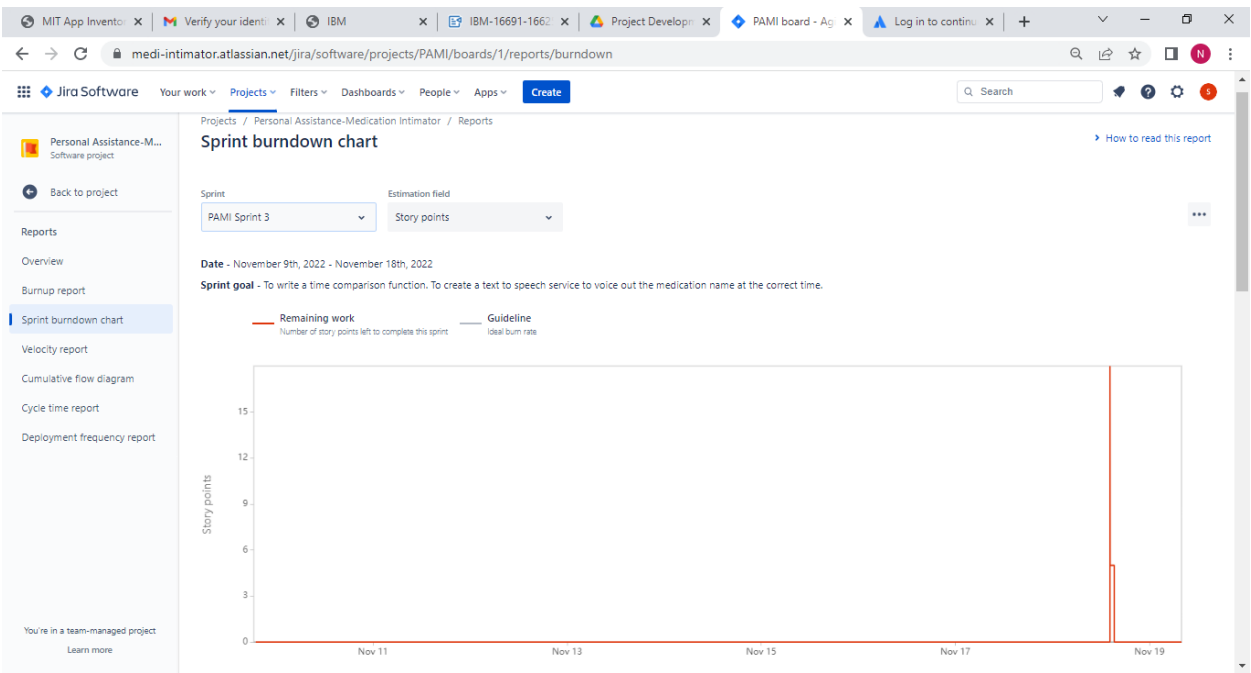 MIT App Invento
Verify your identi
IBM
IBM-16691-1662
Project Developm
PAMI board - Ag
Log in to continu
medi-intimator.atlassian.net/jira/software/projects/PAMI/boards/1/reports/burndown
N
Jira Software Your work Projects Filters Dashboards People Apps Create Search S
Projects / Personal Assistance-Medication Intimator / Reports
Personal Assistance-M...
Software project
Sprint burndown chart
How to read this report
Back to project
Sprint Estimation field
PAMI Sprint 3 Story points
Reports
Overview
Burnup report
Sprint burndown chart
Velocity report
Cumulative flow diagram
Cycle time report
Deployment frequency report
Date - November 9th, 2022 - November 18th, 2022
Sprint goal - To write a time comparison function. To create a text to speech service to voice out the medication name at the correct time.
Remaining work
Number of story points left to complete this sprint
Guideline
Ideal burn rate
Story points
15
12
9
6
3
0
Nov 11 Nov 13 Nov 15 Nov 17 Nov 19
You're in a team-managed project
Learn more